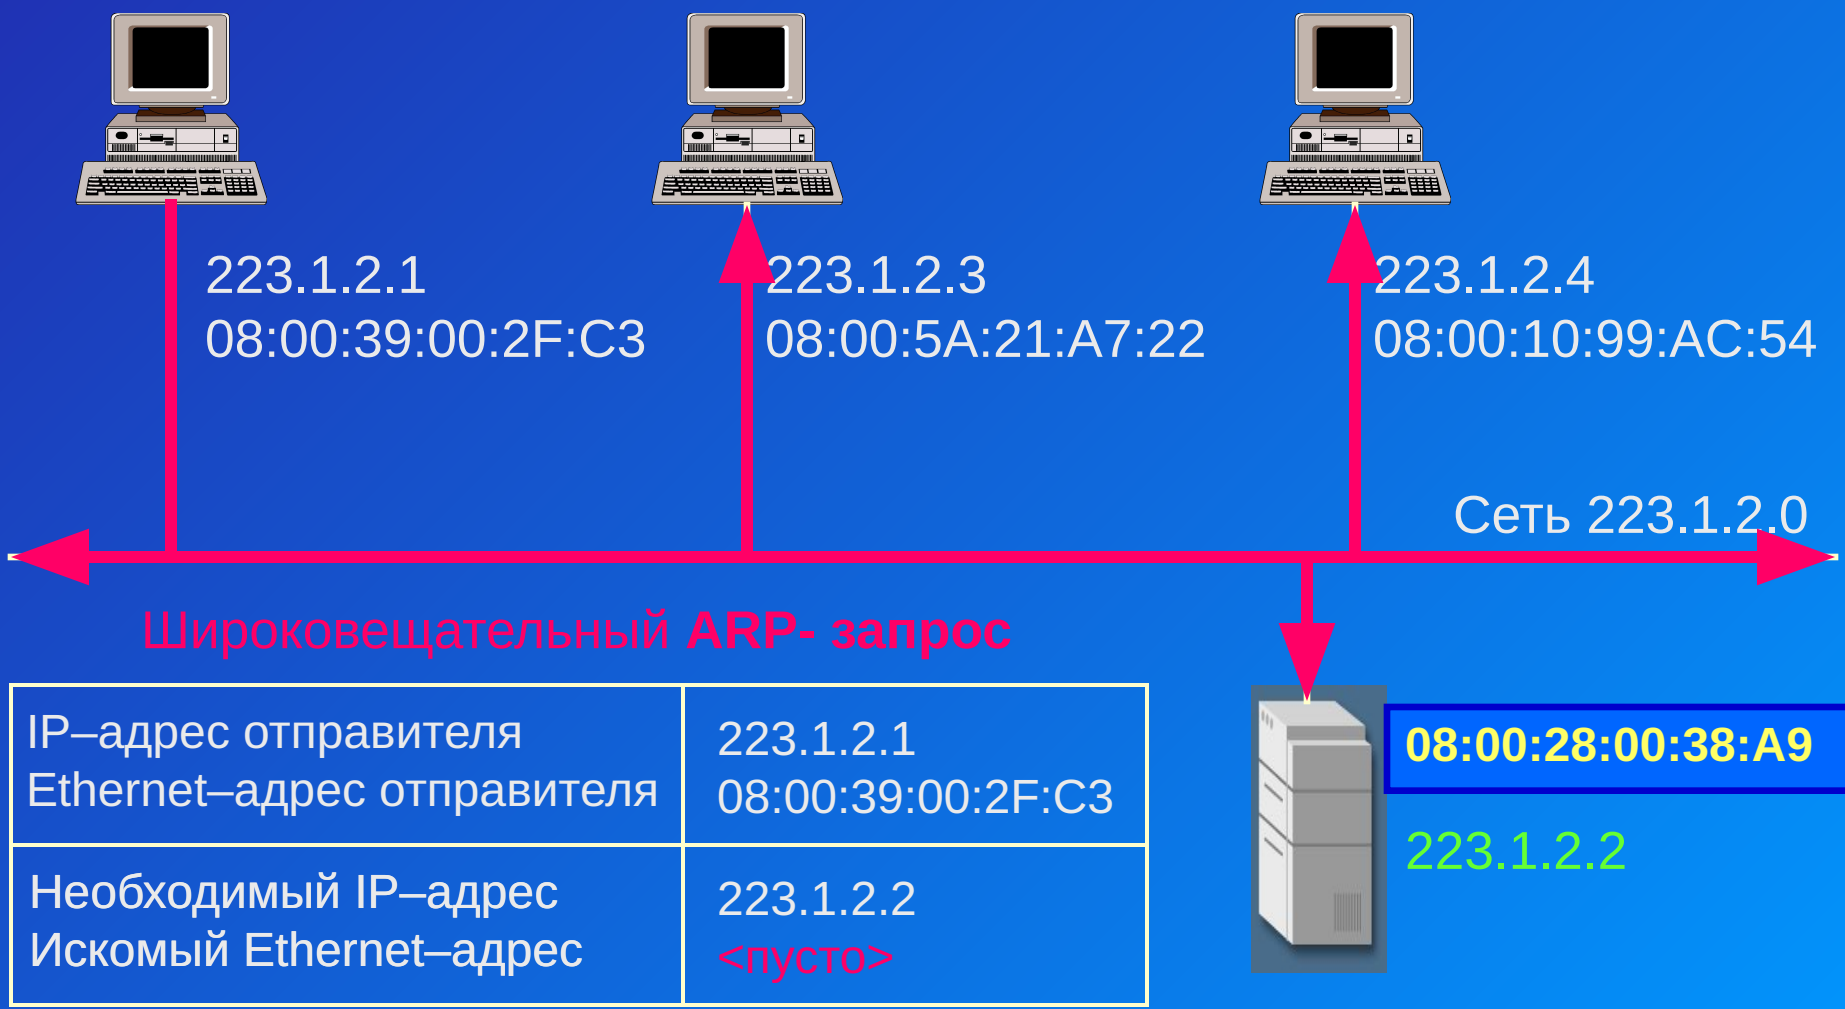 223.1.2.1
08:00:39:00:2F:C3
223.1.2.3
08:00:5A:21:A7:22
223.1.2.4
08:00:10:99:AC:54
Сеть 223.1.2.0
Широковещательный ARP- запрос
IP–адрес отправителя
Ethernet–адрес отправителя
223.1.2.1
08:00:39:00:2F:C3
Необходимый IP–адрес
Искомый Ethernet–адрес
223.1.2.2
<пусто>
08:00:28:00:38:A9
223.1.2.2